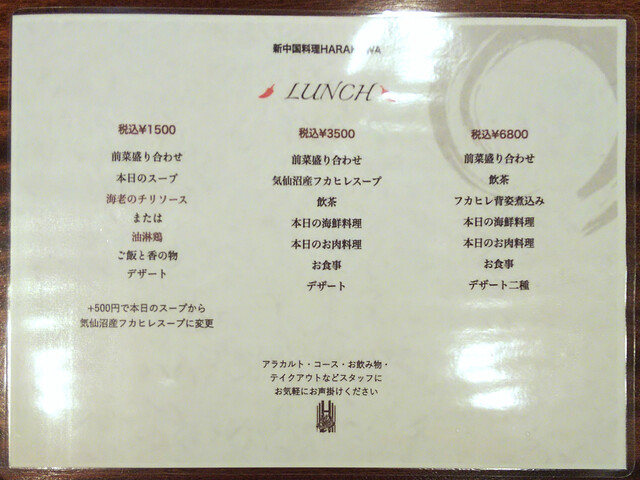 新中国料理HARAKAWA
LUNCH
税込¥1500
前菜盛り合わせ
本日のスープ
海老のチリソース
または
油淋鶏
ご飯と香の物
デザート
+500円で本日のスープから
気仙沼産フカヒレスープに変更
税込¥3500
前菜盛り合わせ
気仙沼産フカヒレスープ
飲茶
本日の海鮮料理
本日のお肉料理
お食事
デザート
税込¥6800
前菜盛り合わせ
飲茶
フカヒレ背姿煮込み
本日の海鮮料理
本日のお肉料理
お食事
デザート二種
アラカルト・コース・お飲み物・
テイクアウトなどスタッフに
お気軽にお声掛けください